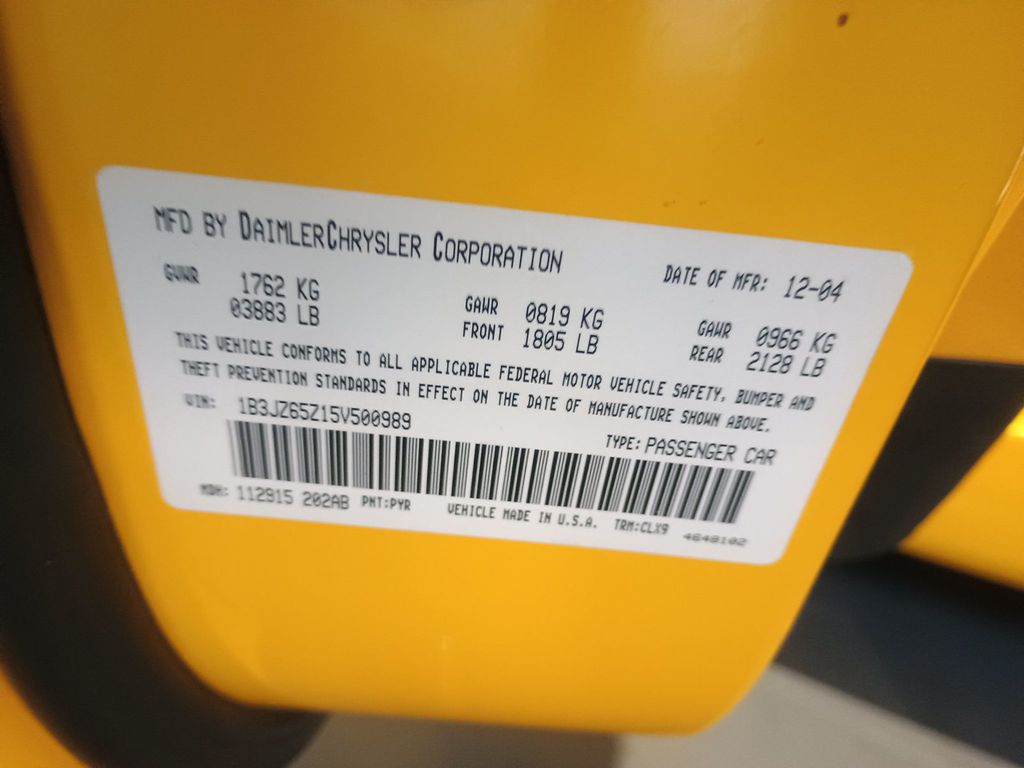 MFD BY DAIMLERCHRYSLER CORPORATION
DATE OF MFR: 12-04
GVWR 1762 KG
03883 LB
GAWR 0819 KG
FRONT 1805 LB
GAWR 0966 KG
REAR 2128 LB
THIS VEHICLE CONFORMS TO ALL APPLICABLE FEDERAL MOTOR VEHICLE SAFETY, BUMPER AND
THEFT PREVENTION STANDARDS IN EFFECT ON THE DATE OF MANUFACTURE SHOWN ABOVE.
VIN: 1B3JZ65Z15V500989
TYPE: PASSENGER CAR
MDH: 112915 202AB PNT:PYR VEHICLE MADE IN U.S.A. TRM:CLX9 4648102